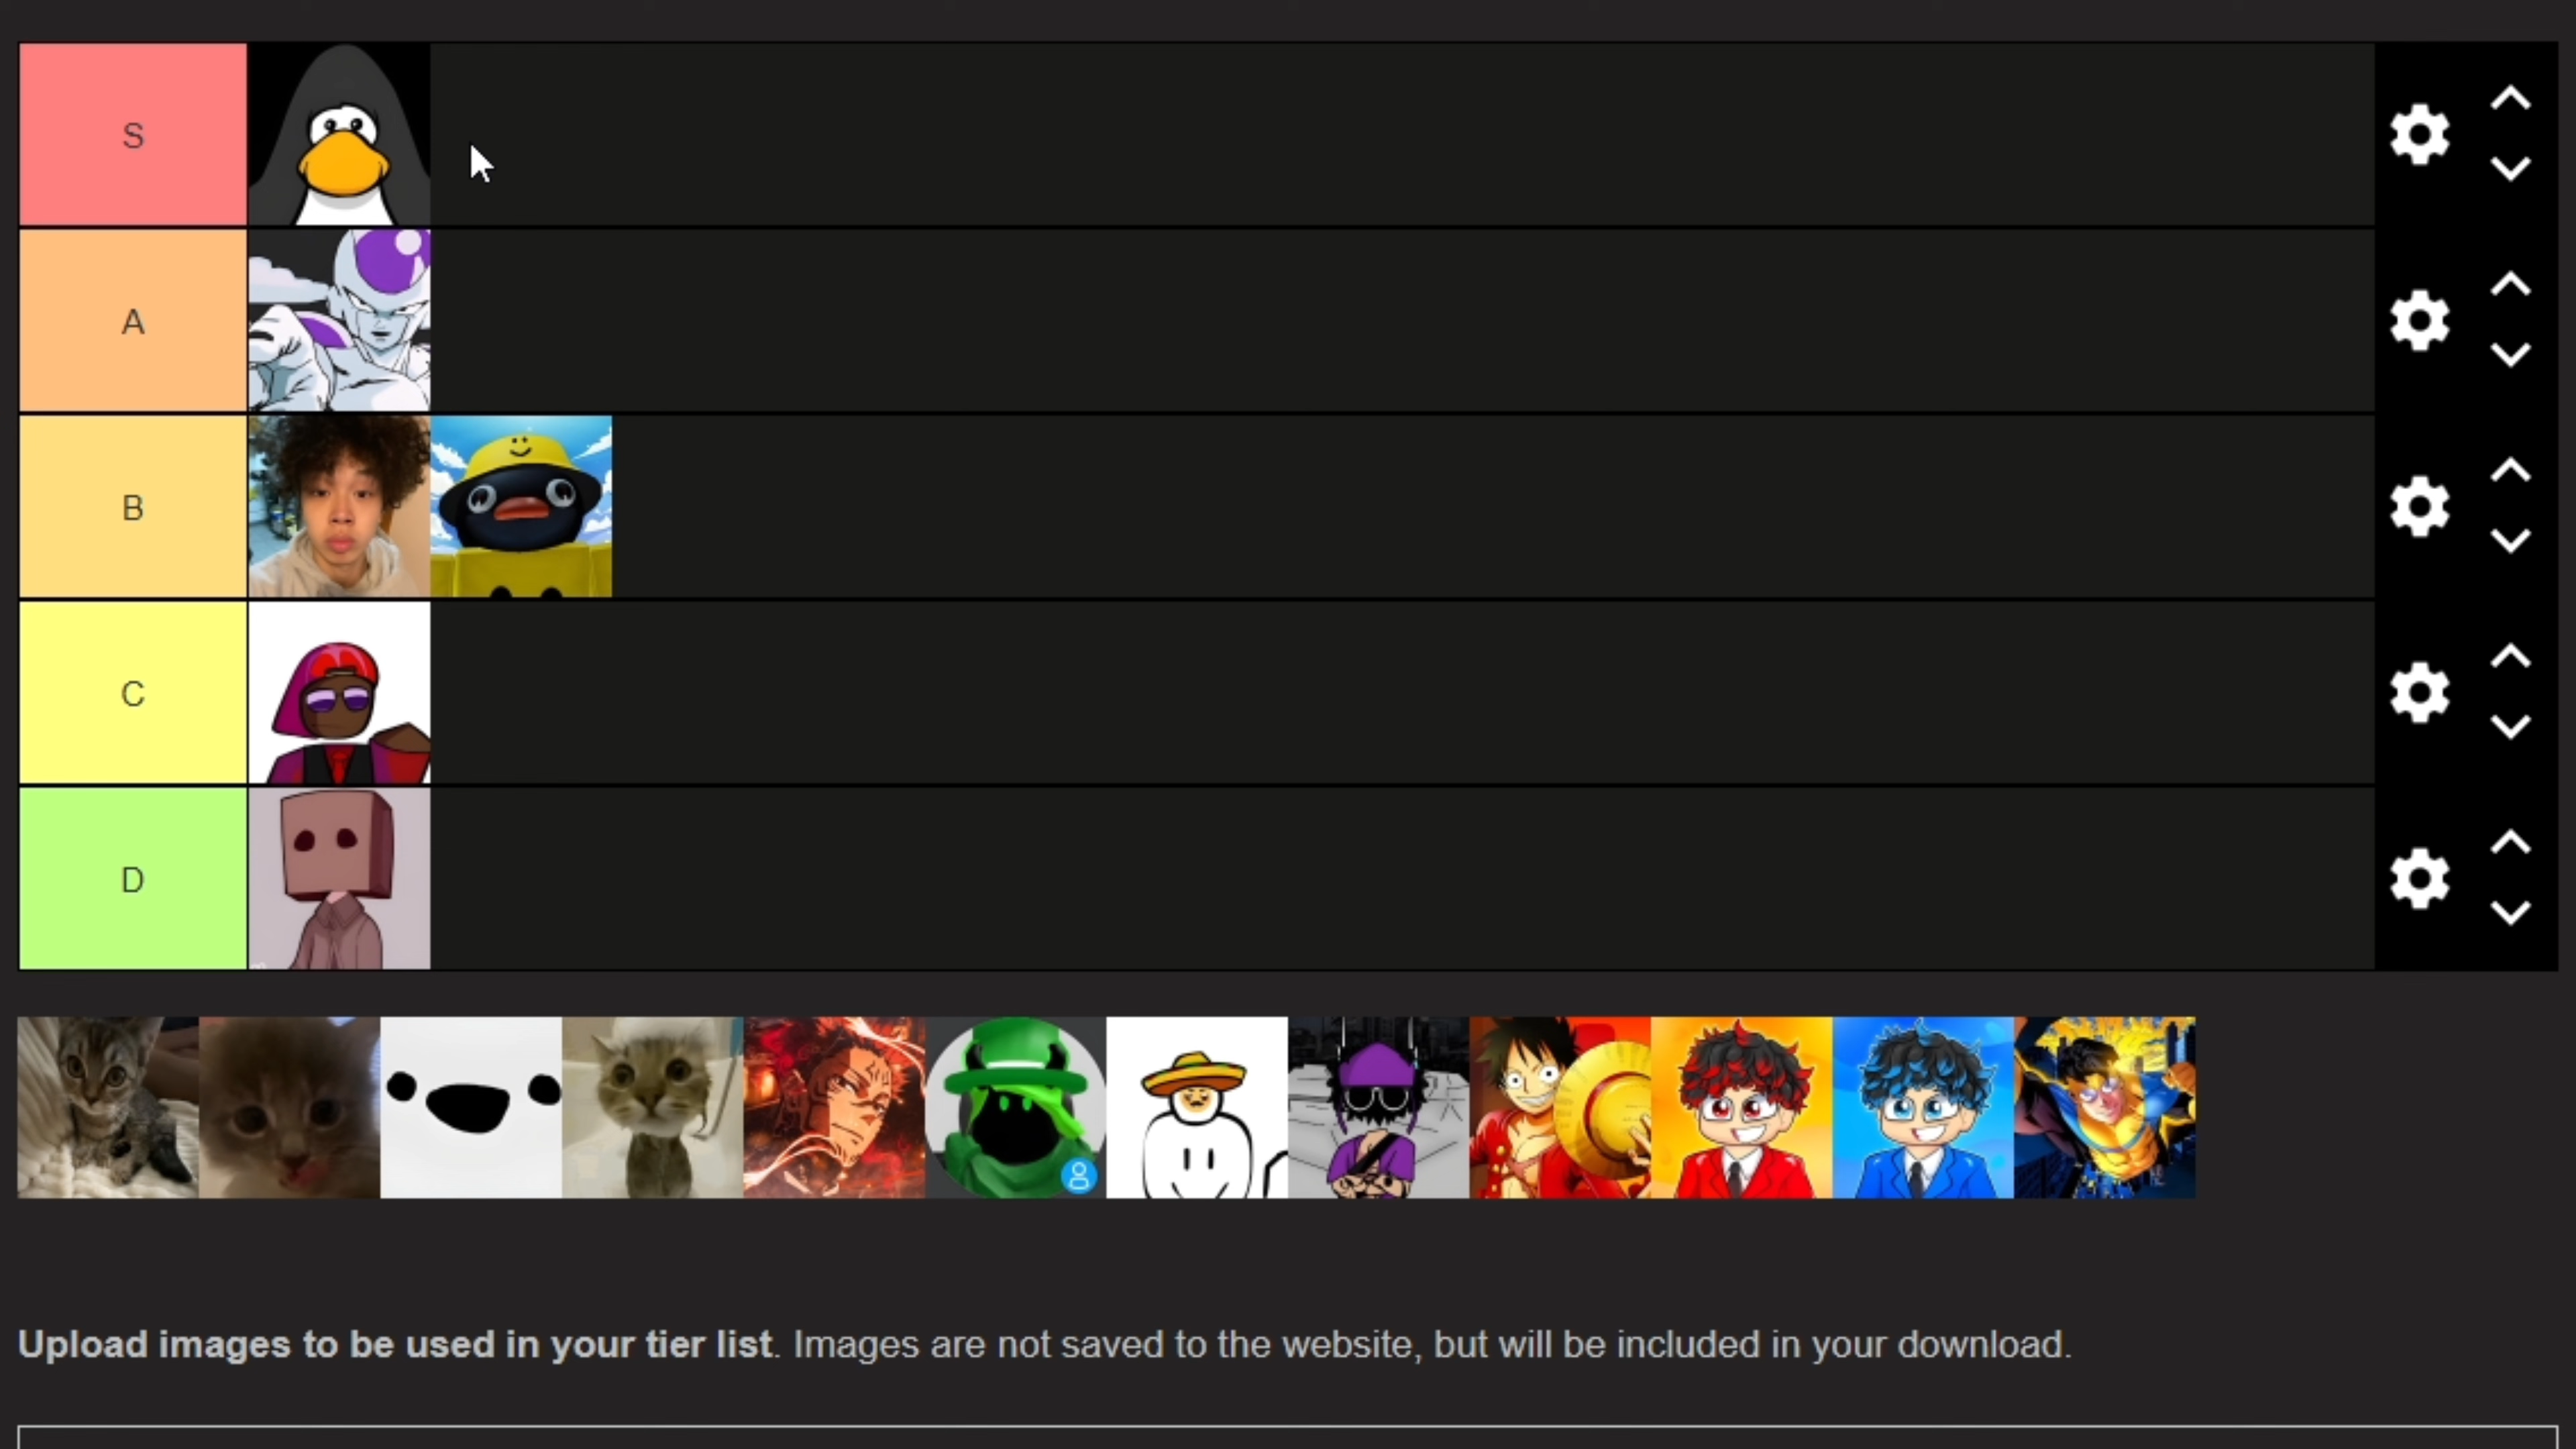 S
A
B
C
D
Upload images to be used in your tier list. Images are not saved to the website, but will be included in your download.